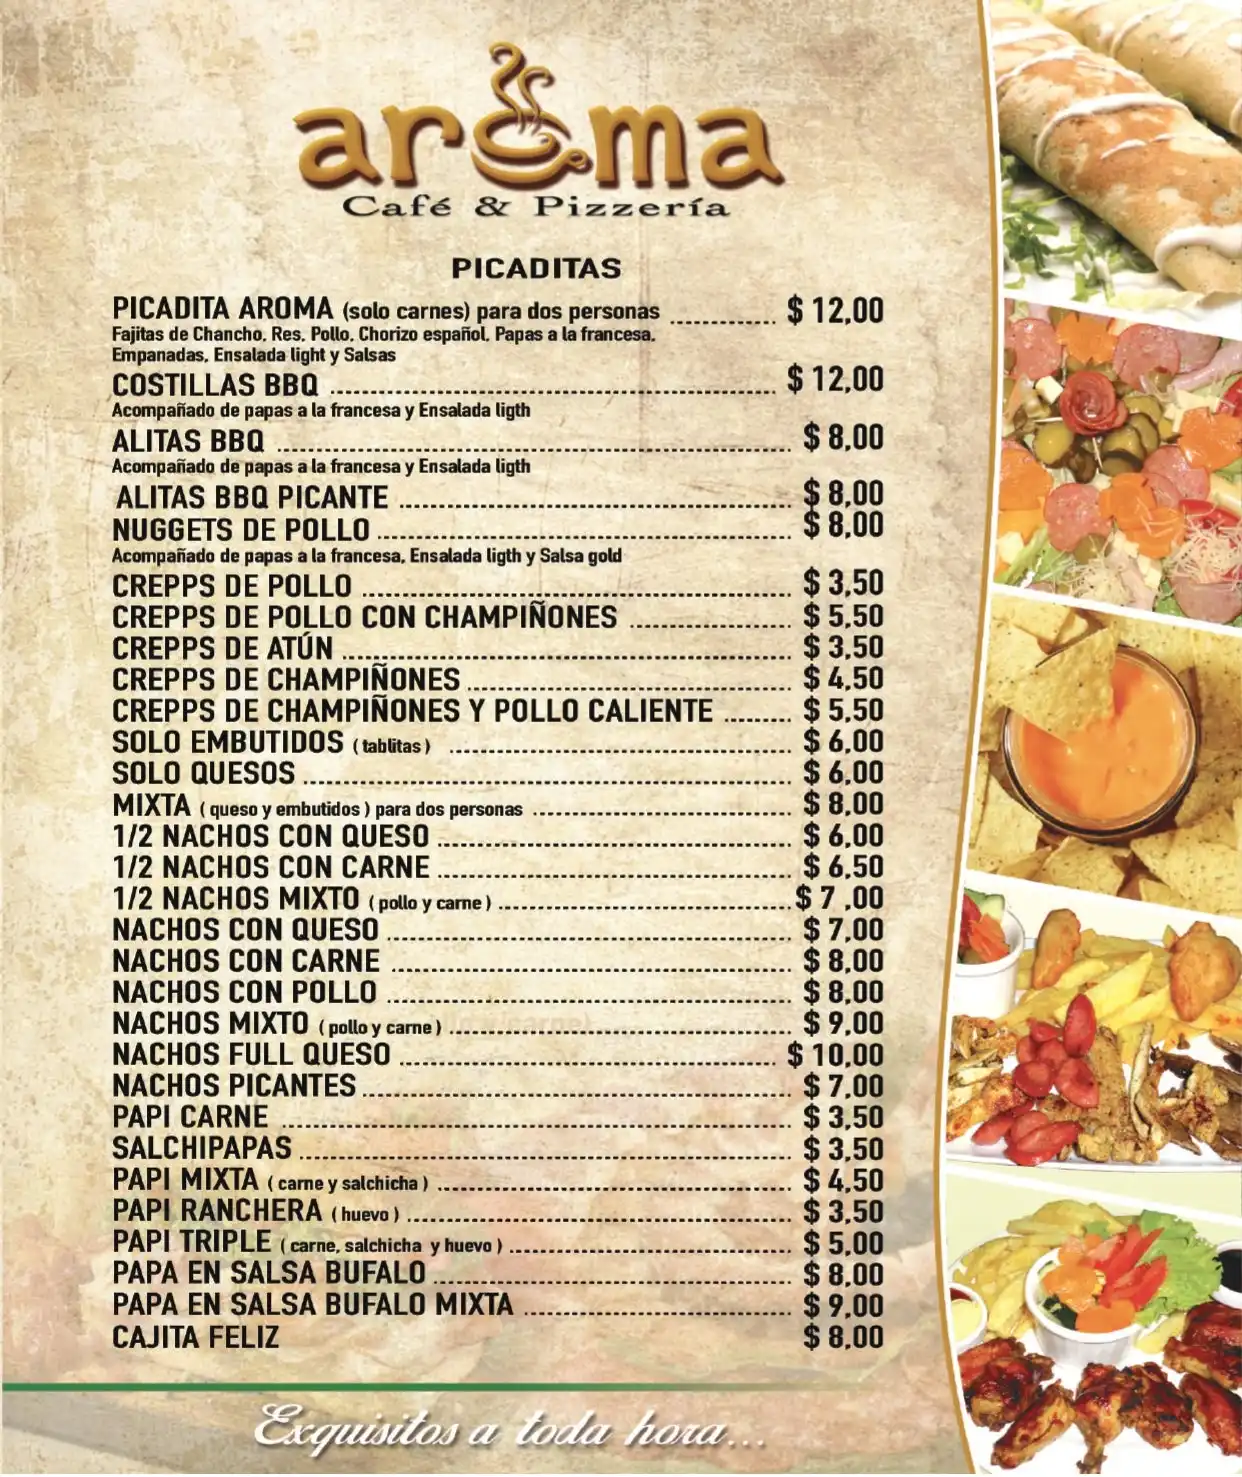 aroma
Café & Pizzería
PICADITAS
PICADITA AROMA (solo carnes) para dos personas ............. $ 12,00
Fajitas de Chancho, Res, Pollo, Chorizo español, Papas a la francesa,
Empanadas, Ensalada light y Salsas
COSTILLAS BBQ ............. $ 12,00
Acompañado de papas a la francesa y Ensalada ligth
ALITAS BBQ ............. $ 8,00
Acompañado de papas a la francesa y Ensalada ligth
ALITAS BBQ PICANTE ............. $ 8,00
NUGGETS DE POLLO ............. $ 8,00
Acompañado de papas a la francesa, Ensalada ligth y Salsa gold
CREPPS DE POLLO ............. $ 3,50
CREPPS DE POLLO CON CHAMPIÑONES ............. $ 5,50
CREPPS DE ATÚN ............. $ 3,50
CREPPS DE CHAMPIÑONES ............. $ 4,50
CREPPS DE CHAMPIÑONES Y POLLO CALIENTE ......... $ 5,50
SOLO EMBUTIDOS ( tablitas ) ............. $ 6,00
SOLO QUESOS ............. $ 6,00
MIXTA ( queso y embutidos ) para dos personas ............. $ 8,00
1/2 NACHOS CON QUESO ............. $ 6,00
1/2 NACHOS CON CARNE ............. $ 6,50
1/2 NACHOS MIXTO ( pollo y carne ) ............. $ 7 ,00
NACHOS CON QUESO ............. $ 7,00
NACHOS CON CARNE ............. $ 8,00
NACHOS CON POLLO ............. $ 8,00
NACHOS MIXTO ( pollo y carne ) ............. $ 9,00
NACHOS FULL QUESO ............. $ 10,00
NACHOS PICANTES ............. $ 7,00
PAPI CARNE ............. $ 3,50
SALCHIPAPAS ............. $ 3,50
PAPI MIXTA ( carne y salchicha ) ............. $ 4,50
PAPI RANCHERA ( huevo ) ............. $ 3,50
PAPI TRIPLE ( carne, salchicha y huevo ) ............. $ 5,00
PAPA EN SALSA BUFALO ............. $ 8,00
PAPA EN SALSA BUFALO MIXTA ............. $ 9,00
CAJITA FELIZ $ 8,00
Exquisitos a toda hora...